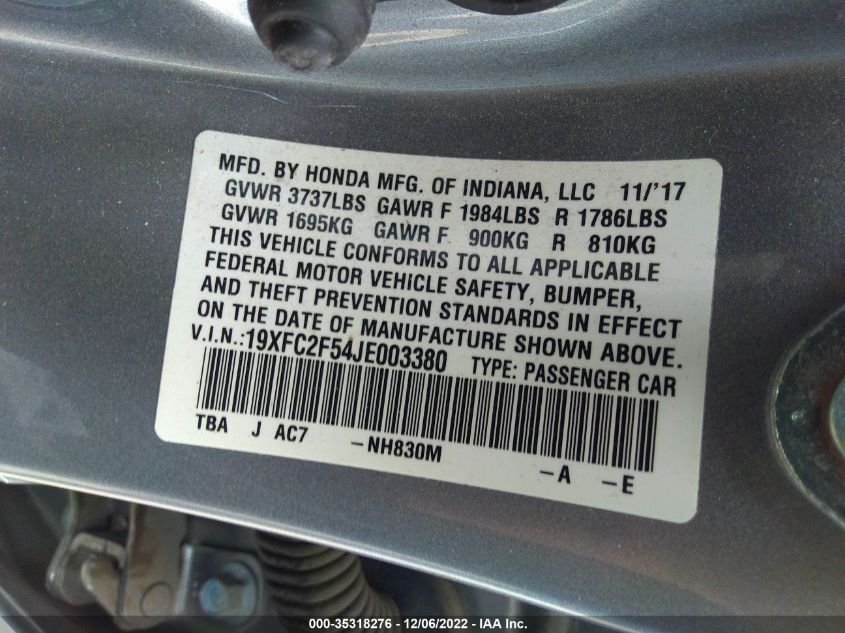 MFD. BY HONDA MFG. OF INDIANA, LLC 11/'17
GVWR 3737LBS GAWR F 1984LBS R 1786LBS
GVWR 1695KG GAWR F 900KG R 810KG
THIS VEHICLE CONFORMS TO ALL APPLICABLE
FEDERAL MOTOR VEHICLE SAFETY, BUMPER,
AND THEFT PREVENTION STANDARDS IN EFFECT
ON THE DATE OF MANUFACTURE SHOWN ABOVE.
V.I.N.:19XFC2F54JE003380 TYPE: PASSENGER CAR
TBA J AC7 -NH830M -A -E
000-35318276 - 12/06/2022 - IAA Inc.